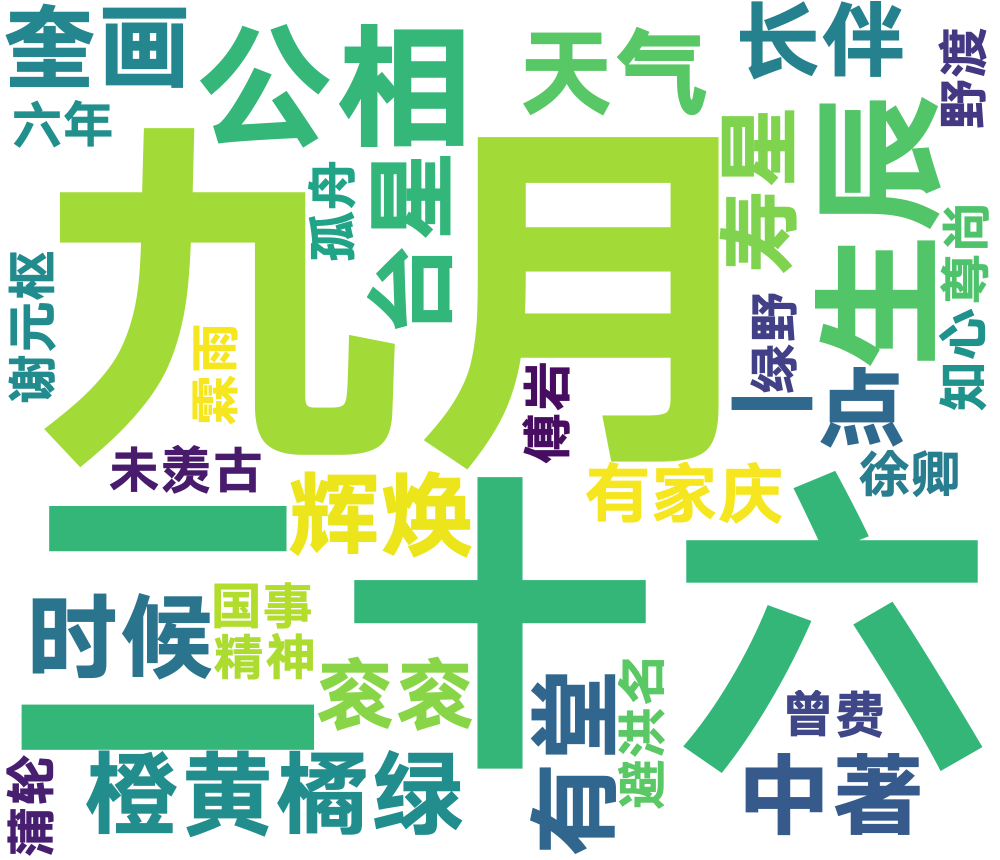 奎画
公相
天气
长伴
野渡
六年
九月
孤舟
台星
寿星
生辰
尊尚
知心
谢元枢
霖雨
绿野
傅岩
一点
未羡古
辉焕
有家庆
徐卿
二十六
时候
国事
精神
衮衮
有堂
避洪名
曾费
蒲轮
橙黄橘绿
中著